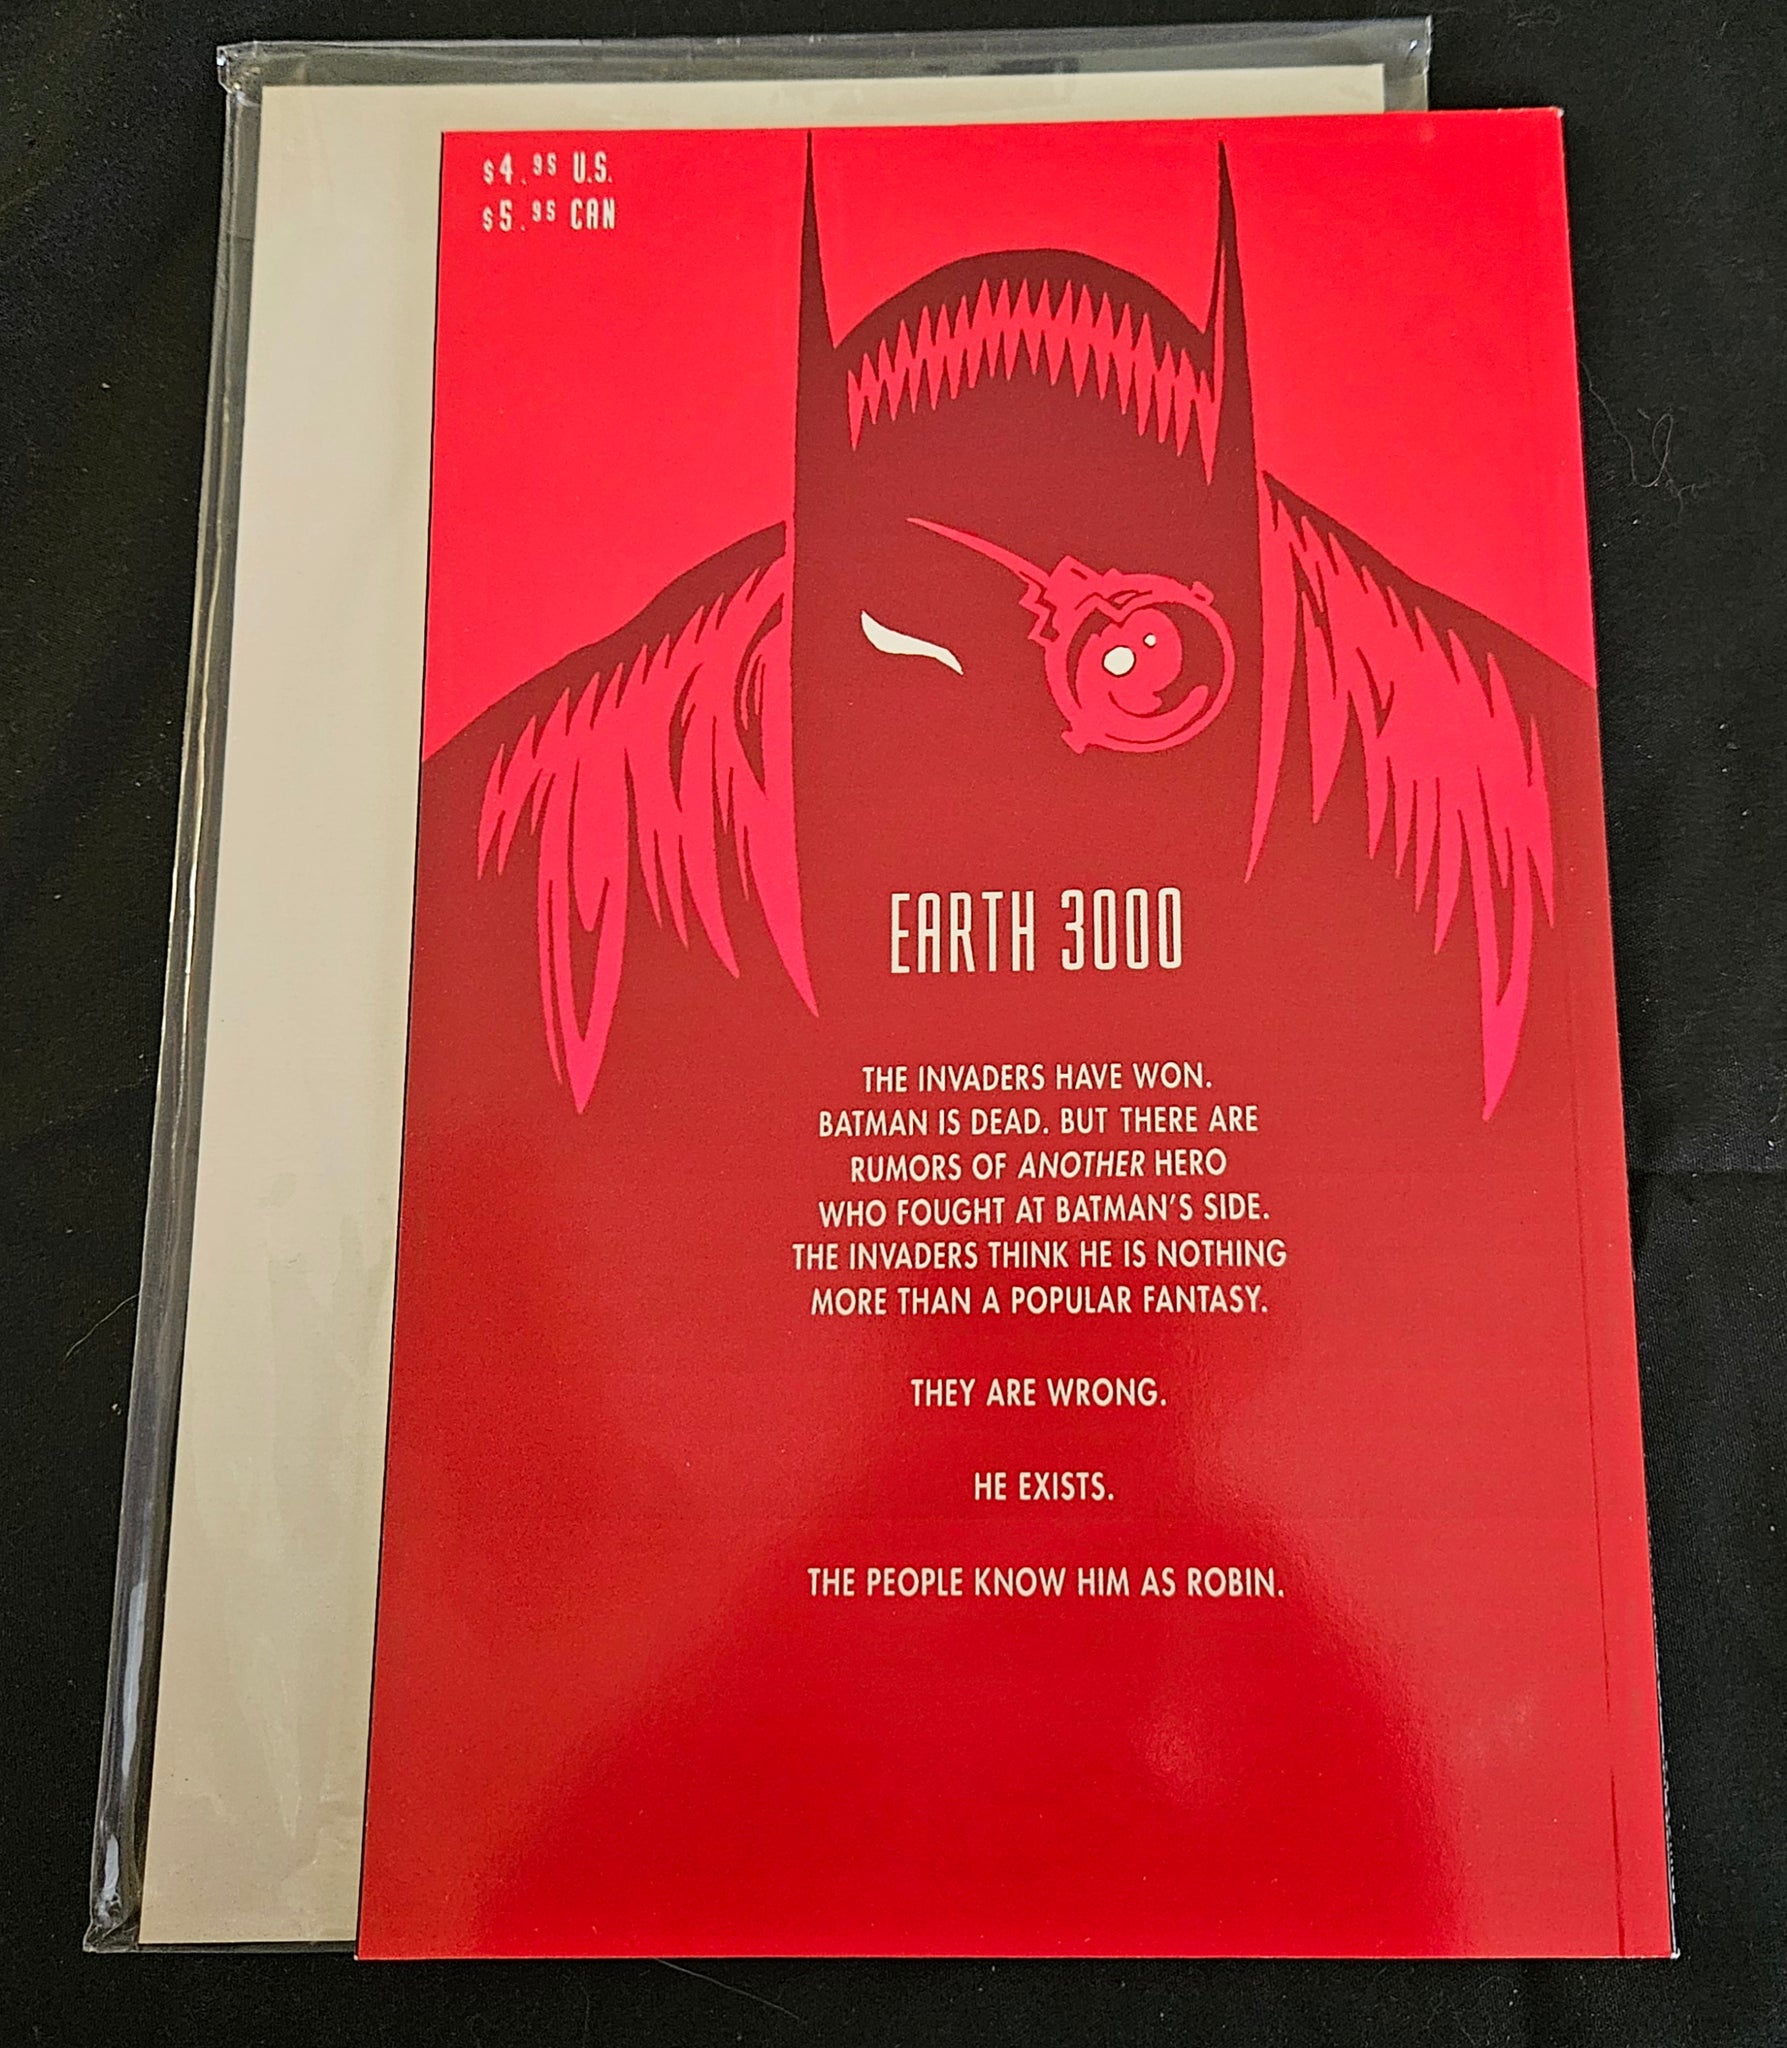 $4.95 U.S.
$5.95 CAN
EARTH 3000
THE INVADERS HAVE WON.
BATMAN IS DEAD. BUT THERE ARE
RUMORS OF ANOTHER HERO
WHO FOUGHT AT BATMAN'S SIDE.
THE INVADERS THINK HE IS NOTHING
MORE THAN A POPULAR FANTASY.
THEY ARE WRONG.
HE EXISTS.
THE PEOPLE KNOW HIM AS ROBIN.